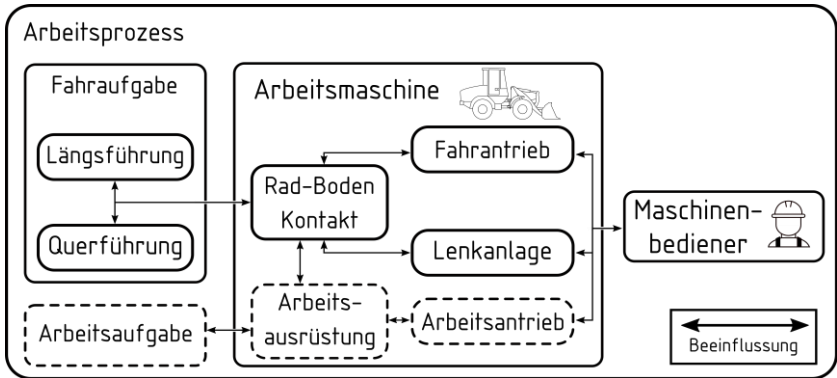 Arbeitsprozess
Fahraufgabe
Längsführung
Querführung
Arbeitsaufgabe
Arbeitsmaschine
Rad-Boden
Kontakt
Arbeits-
ausrüstung
Fahrantrieb
Lenkanlage
Arbeitsantrieb
Maschinen-
bediener
Beeinflussung